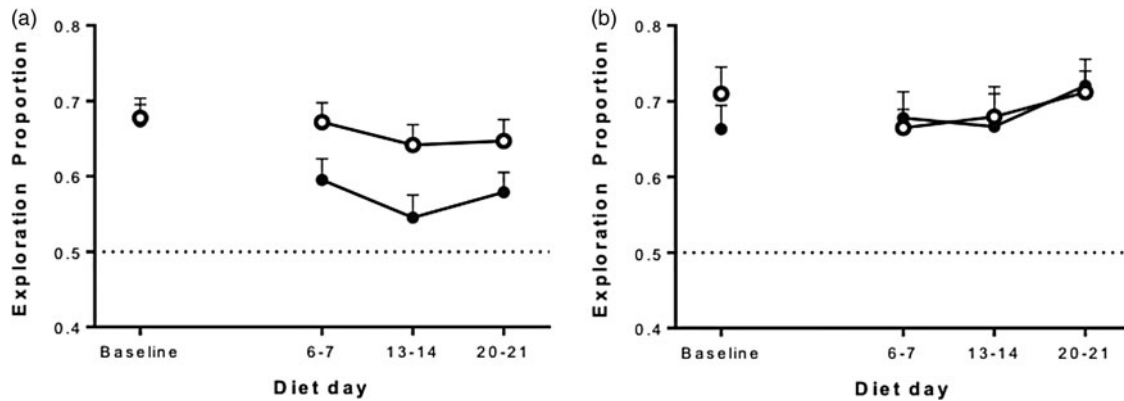 (a)
0.8
0.7
0.6
0.5
0.4
Exploration Proportion
Baseline 6-7 13-14 20-21
Diet day
(b)
0.8
0.7
0.6
0.5
0.4
Exploration Proportion
Baseline 6-7 13-14 20-21
Diet day